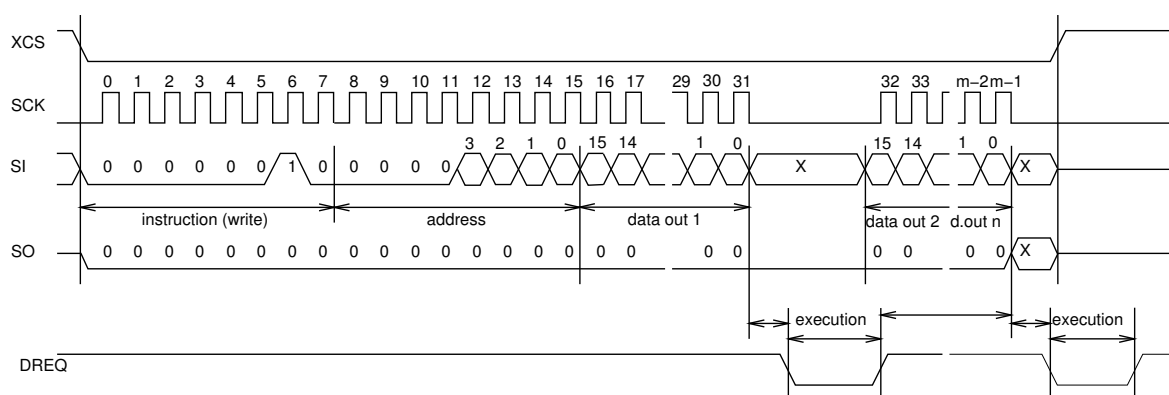 XCS
0 1 2 3 4 5 6 7 8 9 10 11 12 13 14 15 16 17 29 30 31 32 33 m-2 m-1
SCK
3 2 1 0 15 14 1 0 15 14 1 0
SI 0 0 0 0 0 0 1 0 0 0 0 0 X X
instruction (write) address data out 1 data out 2 d.out n
SO 0 0 0 0 0 0 0 0 0 0 0 0 0 0 0 0 0 0 0 0 0 0 0 0 X
execution execution
DREQ